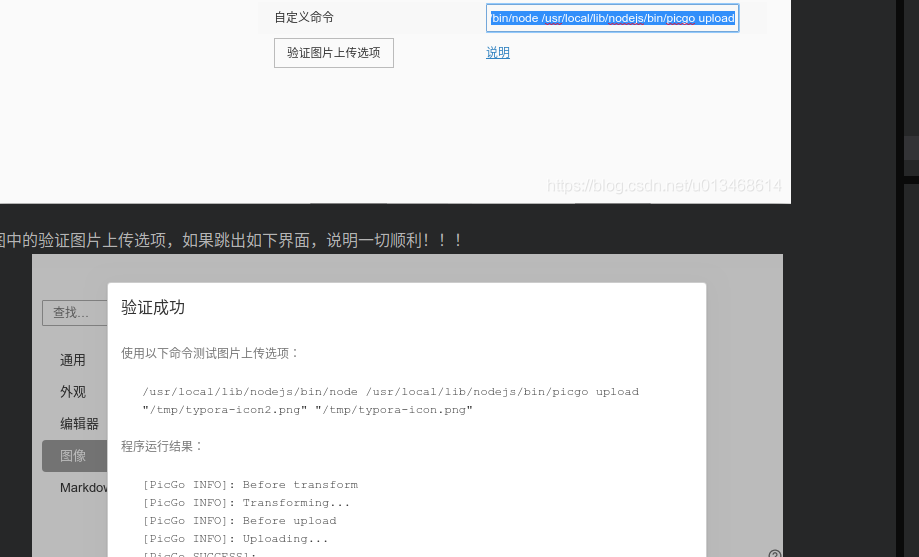 自定义命令
'bin/node /usr/local/lib/nodejs/bin/picgo upload
验证图片上传选项
说明
https://blog.csdn.net/u013468614
图中的验证图片上传选项，如果跳出如下界面，说明一切顺利！！！
验证成功
查找...
使用以下命令测试图片上传选项：
通用
外观
/usr/local/lib/nodejs/bin/node /usr/local/lib/nodejs/bin/picgo upload
"/tmp/typora-icon2.png" "/tmp/typora-icon.png"
编辑器
程序运行结果：
图像
Markdov
[PicGo INFO]: Before transform
[PicGo INFO]: Transforming...
[PicGo INFO]: Before upload
[PicGo INFO]: Uploading...
[PicGo SUCCESS]: